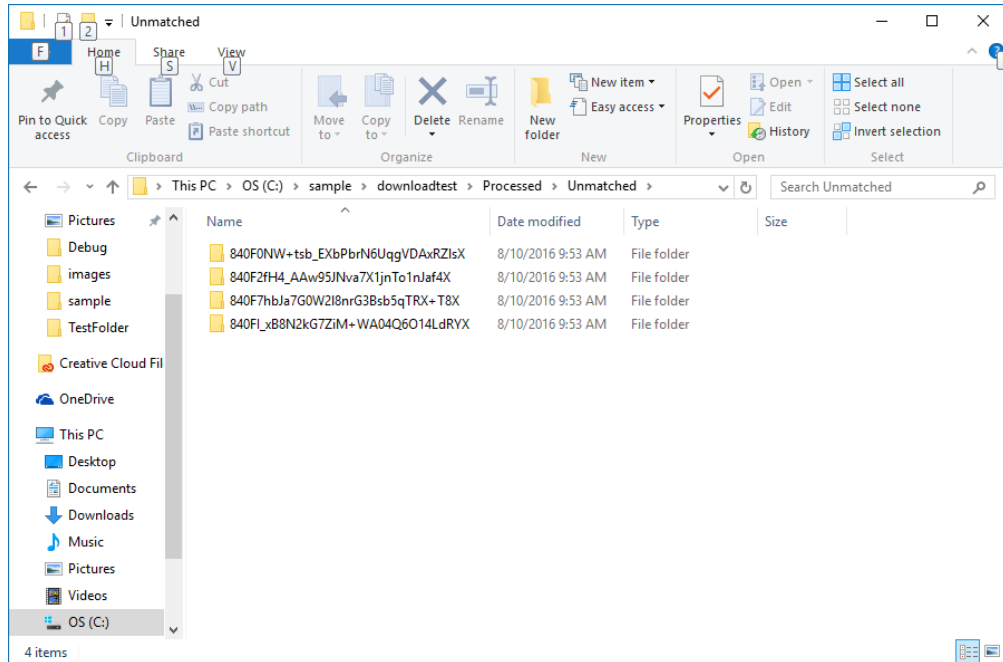 Unmatched
1 2
F Home Share View
H S V
Pin to Quick access
Copy
Paste
Cut
Copy path
Paste shortcut
Clipboard
Move to
Copy to
Delete
Rename
Organize
New folder
New item
Easy access
New
Properties
Open
Edit
History
Open
Select all
Select none
Invert selection
Select
This PC > OS (C:) > sample > downloadtest > Processed > Unmatched >
Search Unmatched
Pictures
Debug
images
sample
TestFolder
Creative Cloud Fil
OneDrive
This PC
Desktop
Documents
Downloads
Music
Pictures
Videos
OS (C:)
Name Date modified Type Size
840F0NW+tsb_EXbPbrN6UqgVDAxRZIsX 8/10/2016 9:53 AM File folder
840F2fH4_AAw95JNva7X1jnTo1nJaf4X 8/10/2016 9:53 AM File folder
840F7hbJa7G0W2I8nrG3Bsb5qTRX+T8X 8/10/2016 9:53 AM File folder
840FI_xB8N2kG7ZiM+WA04Q6O14LdRYX 8/10/2016 9:53 AM File folder
4 items